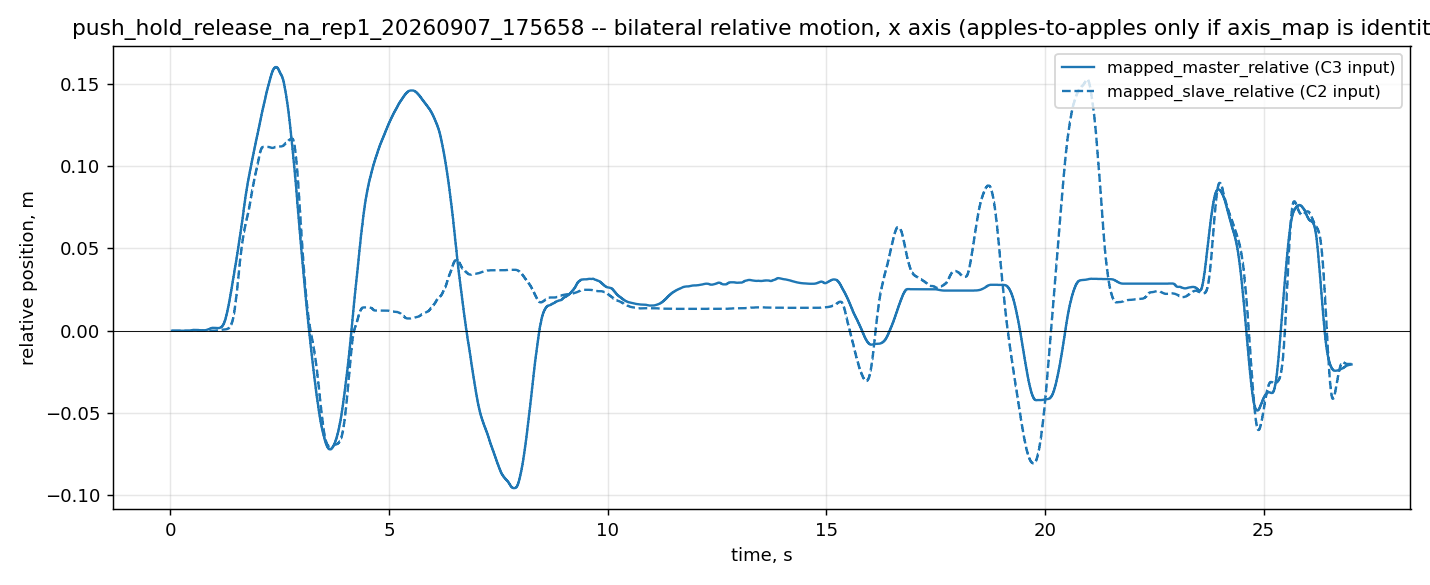 push_hold_release_na_rep1_20260907_175658 -- bilateral relative motion, x axis (apples-to-apples only if axis_map is identit
mapped_master_relative (C3 input)
mapped_slave_relative (C2 input)
0.15
0.10
0.05
0.00
−0.05
−0.10
relative position, m
0
5
10
15
20
25
time, s